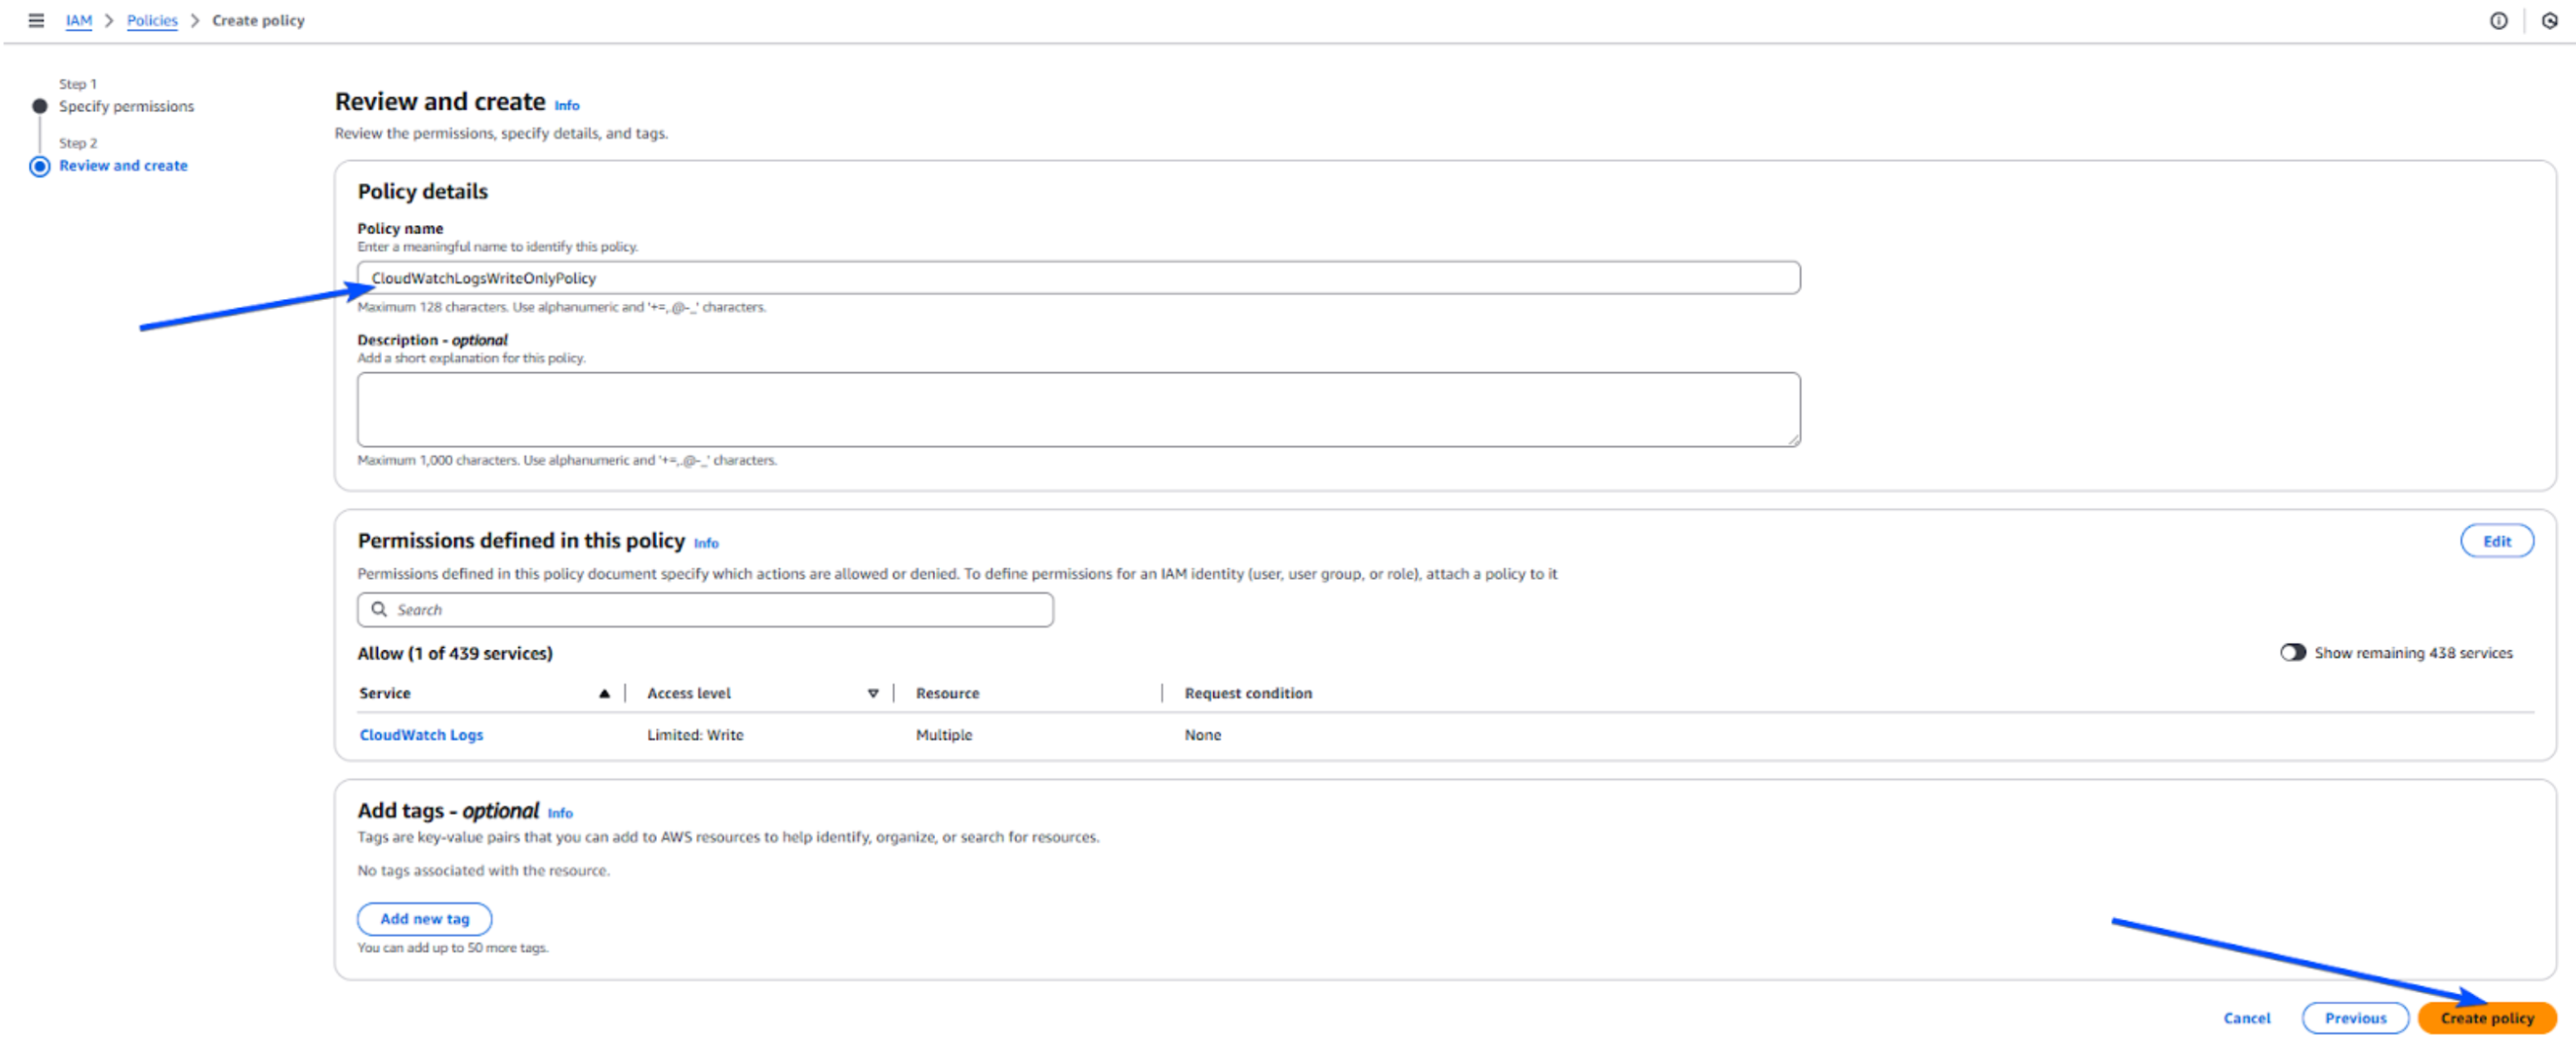 IAM > Policies > Create policy
Step 1
Specify permissions
Step 2
Review and create
Review and create Info
Review the permissions, specify details, and tags.
Policy details
Policy name
Enter a meaningful name to identify this policy.
CloudWatchLogsWriteOnlyPolicy
Maximum 128 characters. Use alphanumeric and '+=,.@-_' characters.
Description - optional
Add a short explanation for this policy.
Maximum 1,000 characters. Use alphanumeric and '+=,.@-_' characters.
Permissions defined in this policy Info
Edit
Permissions defined in this policy document specify which actions are allowed or denied. To define permissions for an IAM identity (user, user group, or role), attach a policy to it
Search
Allow (1 of 439 services)
Show remaining 438 services
Service Access level Resource Request condition
CloudWatch Logs Limited: Write Multiple None
Add tags - optional Info
Tags are key-value pairs that you can add to AWS resources to help identify, organize, or search for resources.
No tags associated with the resource.
Add new tag
You can add up to 50 more tags.
Cancel Previous Create policy